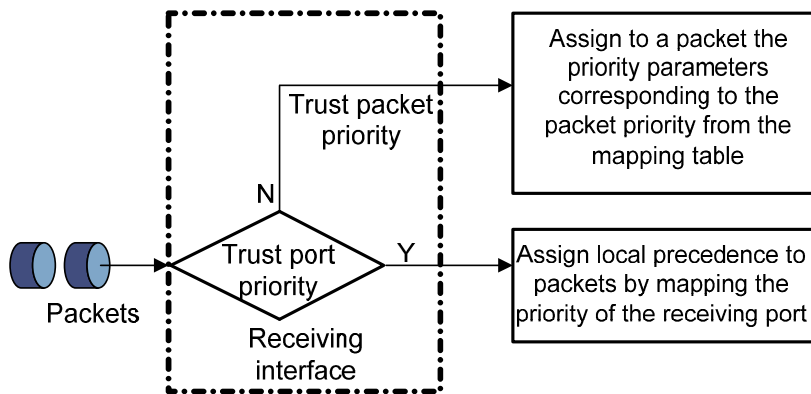 Assign to a packet the
priority parameters
corresponding to the
packet priority from the
mapping table
Trust packet
priority
N
Trust port
priority
Y
Assign local precedence to
packets by mapping the
priority of the receiving port
Packets
Receiving
interface